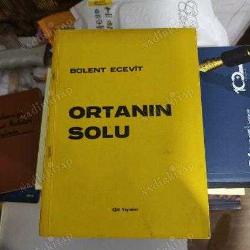 BÜLENT ECEVİT
ORTANIN
SOLU